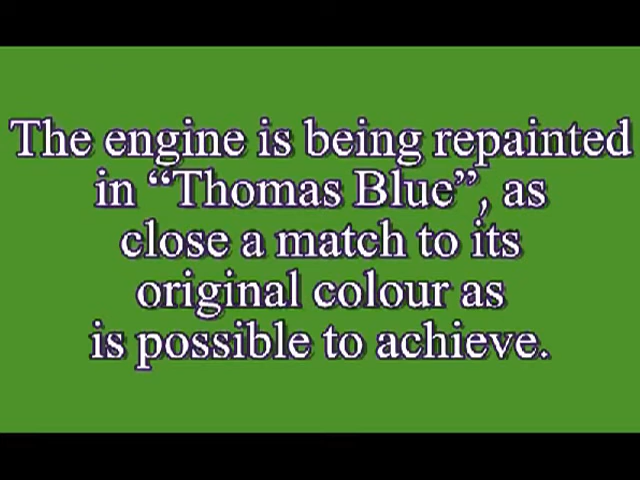 The engine is being repainted
in “Thomas Blue”, as
close a match to its
original colour as
is possible to achieve.